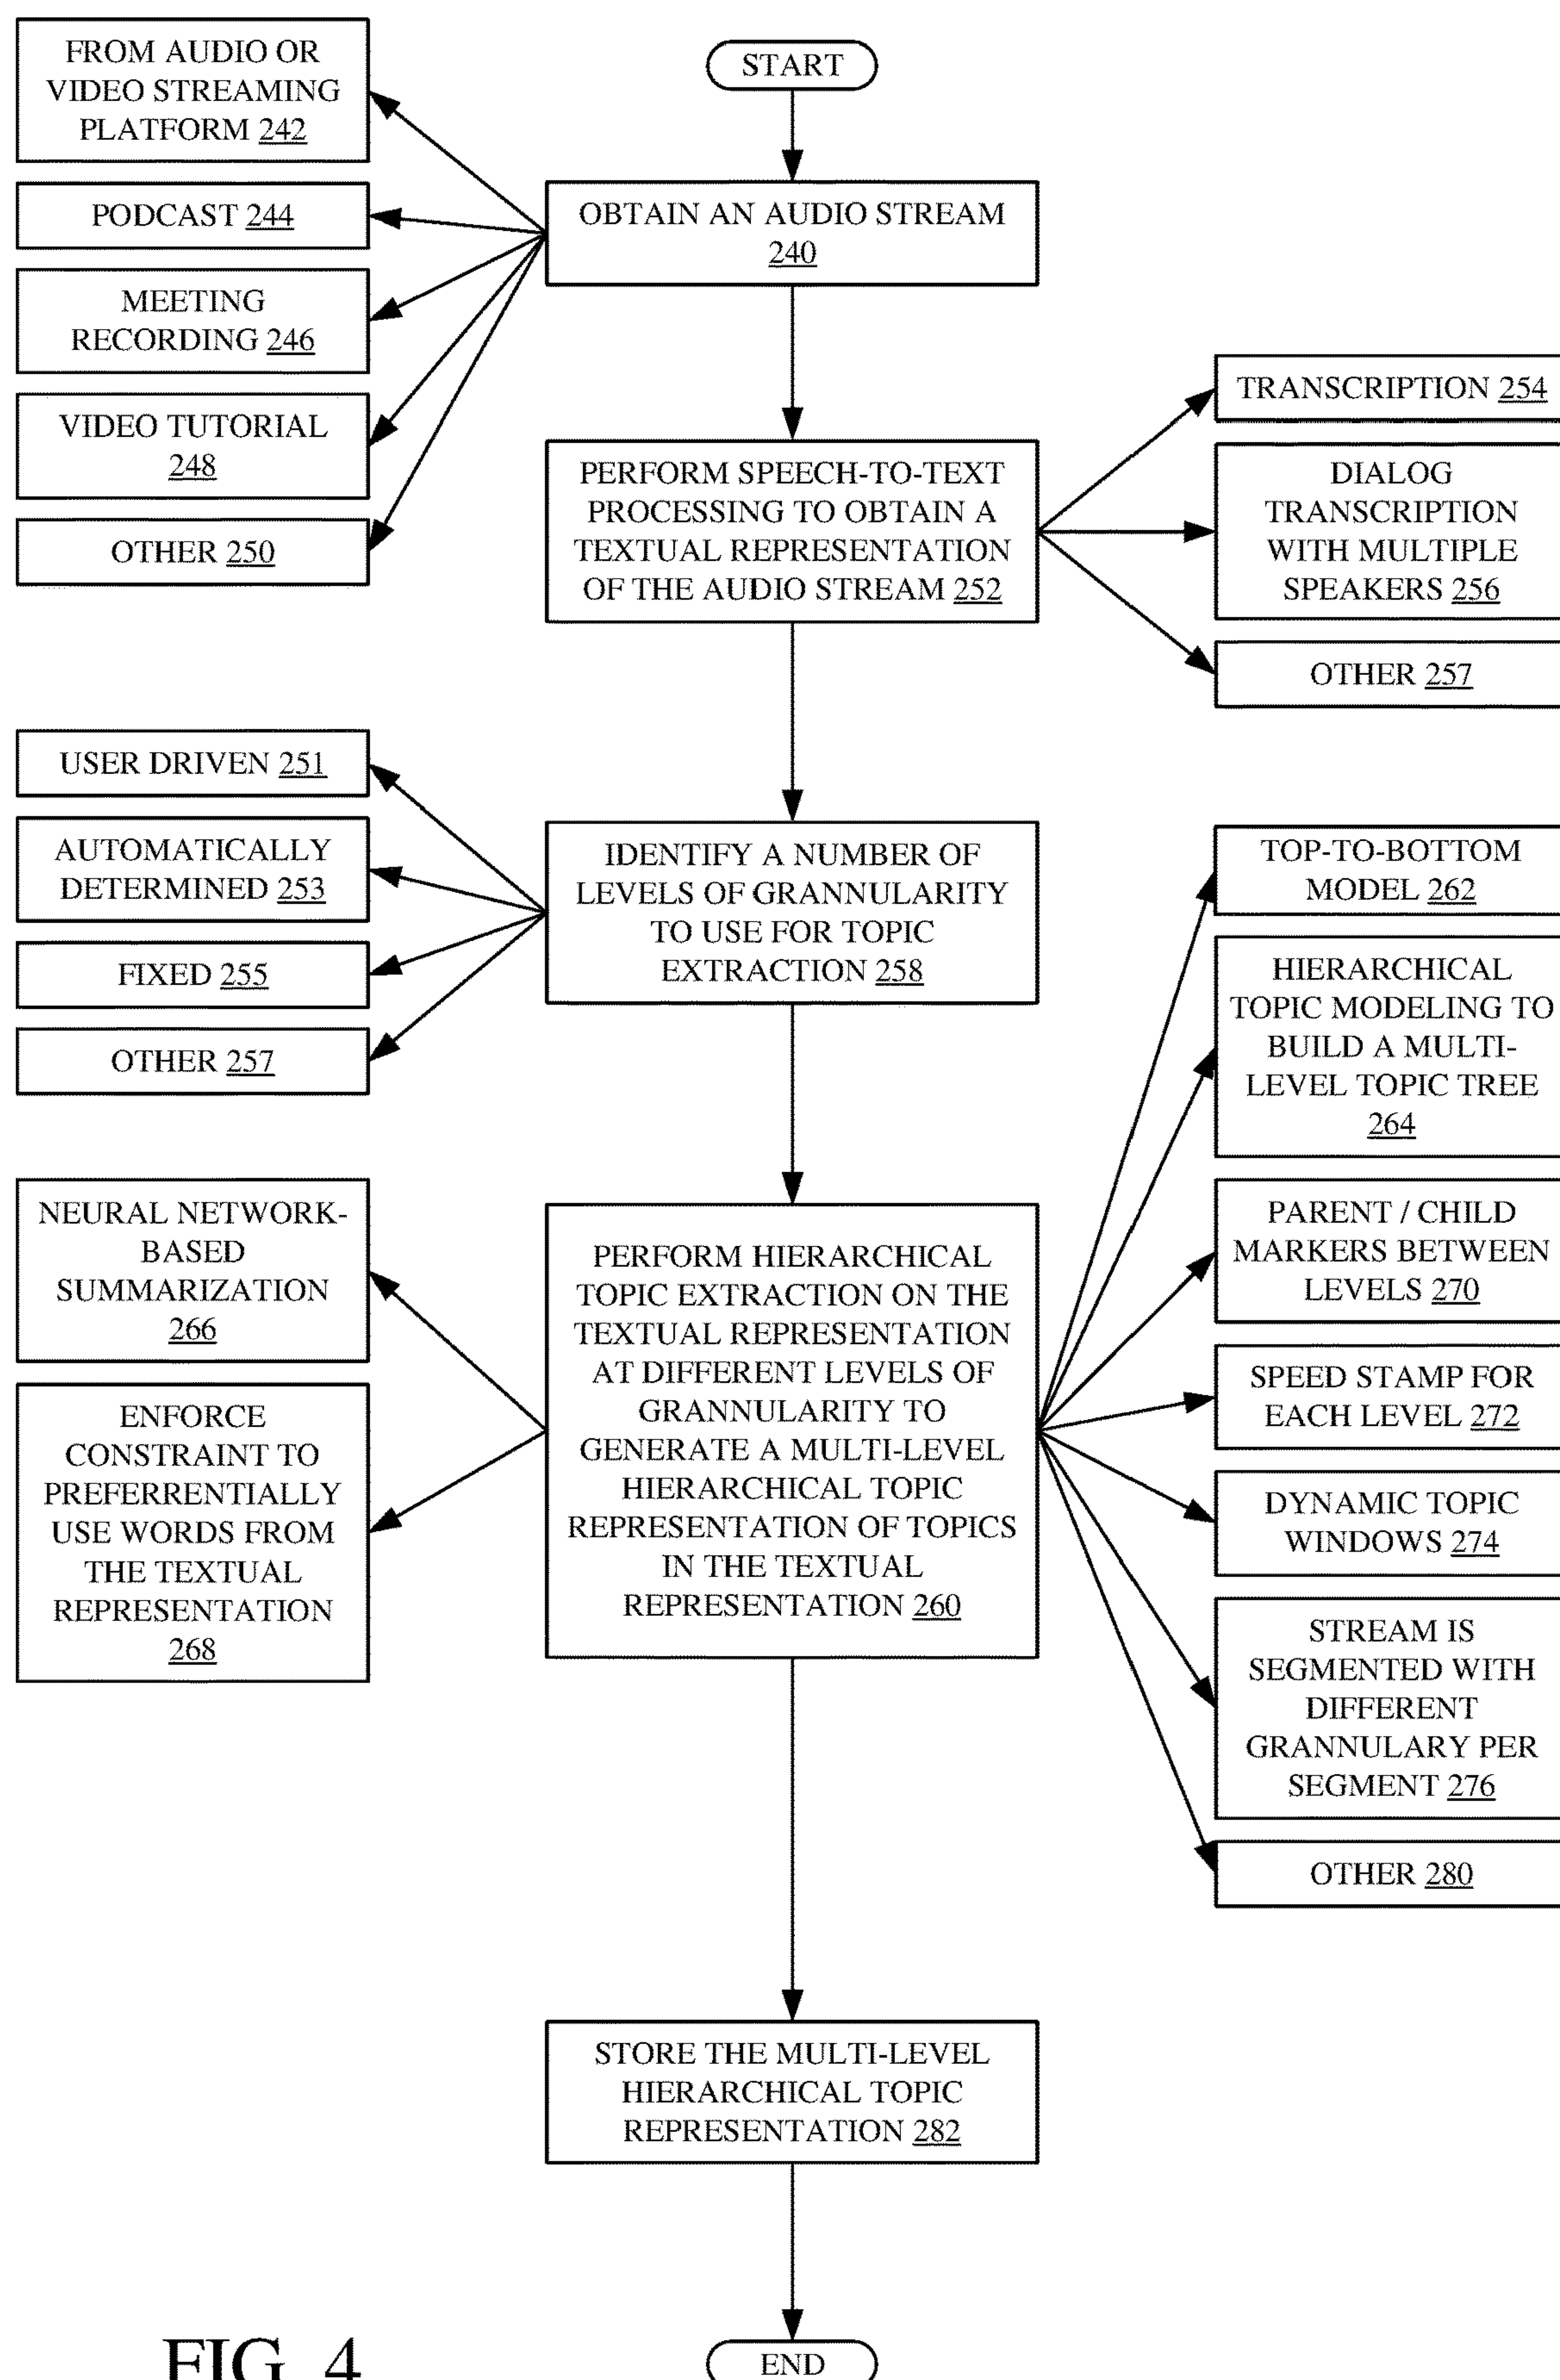 START
FROM AUDIO OR
VIDEO STREAMING
PLATFORM 242
PODCAST 244
MEETING
RECORDING 246
VIDEO TUTORIAL
248
OTHER 250
OBTAIN AN AUDIO STREAM
240
PERFORM SPEECH-TO-TEXT
PROCESSING TO OBTAIN A
TEXTUAL REPRESENTATION
OF THE AUDIO STREAM 252
TRANSCRIPTION 254
DIALOG
TRANSCRIPTION
WITH MULTIPLE
SPEAKERS 256
OTHER 257
USER DRIVEN 251
AUTOMATICALLY
DETERMINED 253
FIXED 255
OTHER 257
IDENTIFY A NUMBER OF
LEVELS OF GRANNULARITY
TO USE FOR TOPIC
EXTRACTION 258
NEURAL NETWORK-
BASED
SUMMARIZATION
266
ENFORCE
CONSTRAINT TO
PREFERRENTIALLY
USE WORDS FROM
THE TEXTUAL
REPRESENTATION
268
PERFORM HIERARCHICAL
TOPIC EXTRACTION ON THE
TEXTUAL REPRESENTATION
AT DIFFERENT LEVELS OF
GRANNULARITY TO
GENERATE A MULTI-LEVEL
HIERARCHICAL TOPIC
REPRESENTATION OF TOPICS
IN THE TEXTUAL
REPRESENTATION 260
TOP-TO-BOTTOM
MODEL 262
HIERARCHICAL
TOPIC MODELING TO
BUILD A MULTI-
LEVEL TOPIC TREE
264
PARENT / CHILD
MARKERS BETWEEN
LEVELS 270
SPEED STAMP FOR
EACH LEVEL 272
DYNAMIC TOPIC
WINDOWS 274
STREAM IS
SEGMENTED WITH
DIFFERENT
GRANNULARY PER
SEGMENT 276
OTHER 280
STORE THE MULTI-LEVEL
HIERARCHICAL TOPIC
REPRESENTATION 282
END
FIG. 4